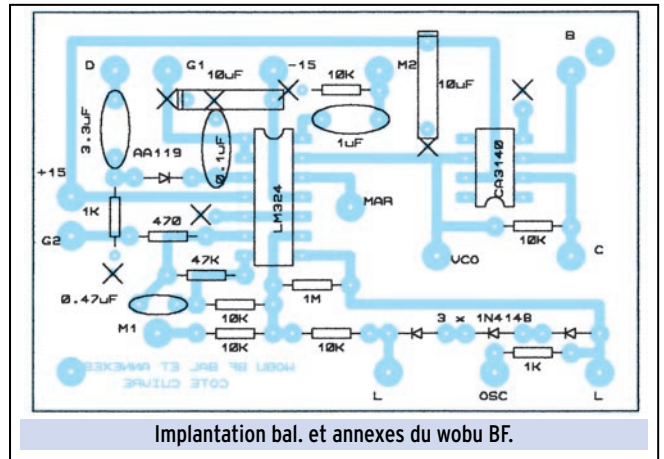 D
G1
-15
M2
B
10uF
10K
10uF
3.3uF
AA119
0.1uF
1uF
LM324
CA3140
+15
1K
470
MAR
G2
47K
VCO
10K
C
0.47uF
1M
10K
3 x 1N4148
M1
10K
10K
1K
WOBU BF BAL ET ANNEXES
COTE CUIVRE
L
OSC
L
Implantation bal. et annexes du wobu BF.